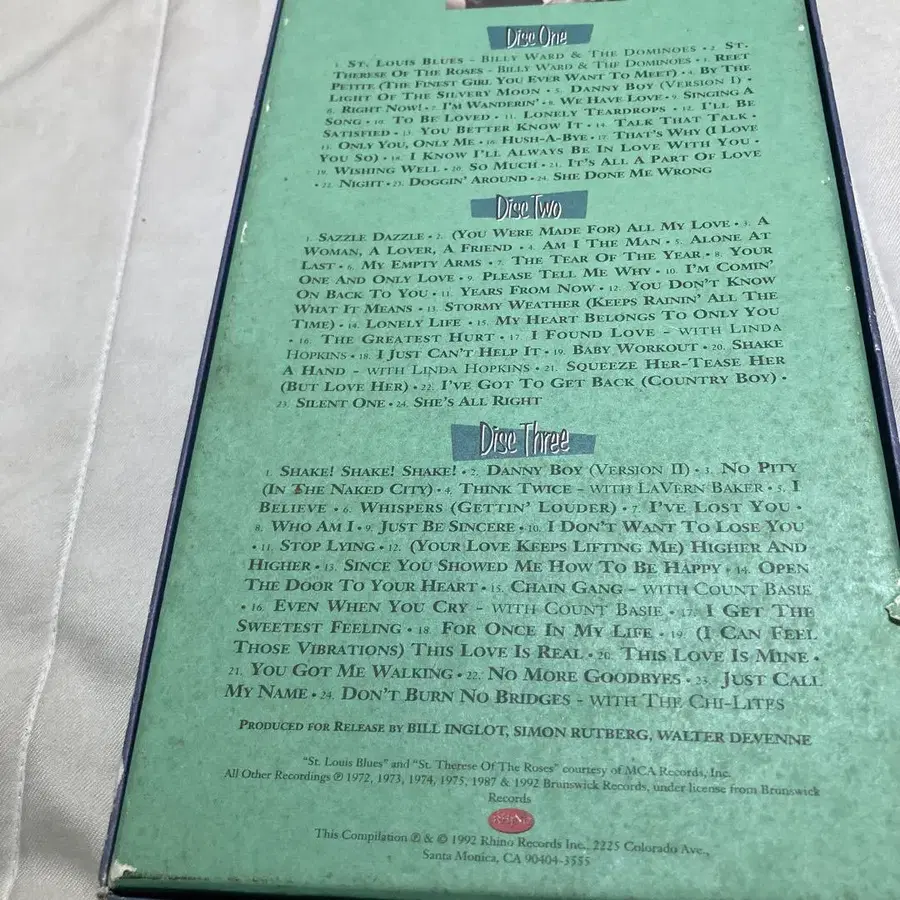 Disc One
1. ST. LOUIS BLUES - BILLY WARD & THE DOMINOES • 2. ST.
THERESE OF THE ROSES - BILLY WARD & THE DOMINOES • 3. REET
PETITE (THE FINEST GIRL YOU EVER WANT TO MEET) • 4. BY THE
LIGHT OF THE SILVERY MOON • 5. DANNY BOY (VERSION I) •
6. RIGHT NOW! • 7. I'M WANDERIN' • 8. WE HAVE LOVE • 9. SINGING A
SONG • 10. TO BE LOVED • 11. LONELY TEARDROPS • 12. I'LL BE
SATISFIED • 13. YOU BETTER KNOW IT • 14. TALK THAT TALK •
15. ONLY YOU, ONLY ME • 16. HUSH-A-BYE • 17. THAT'S WHY (I LOVE
YOU SO) • 18. I KNOW I'LL ALWAYS BE IN LOVE WITH YOU •
19. WISHING WELL • 20. SO MUCH • 21. IT'S ALL A PART OF LOVE
• 22. NIGHT • 23. DOGGIN' AROUND • 24. SHE DONE ME WRONG
Disc Two
1. SAZZLE DAZZLE • 2. (YOU WERE MADE FOR) ALL MY LOVE • 3. A
WOMAN, A LOVER, A FRIEND • 4. AM I THE MAN • 5. ALONE AT
LAST • 6. MY EMPTY ARMS • 7. THE TEAR OF THE YEAR • 8. YOUR
ONE AND ONLY LOVE • 9. PLEASE TELL ME WHY • 10. I'M COMIN'
ON BACK TO YOU • 11. YEARS FROM NOW • 12. YOU DON'T KNOW
WHAT IT MEANS • 13. STORMY WEATHER (KEEPS RAININ' ALL THE
TIME) • 14. LONELY LIFE • 15. MY HEART BELONGS TO ONLY YOU
• 16. THE GREATEST HURT • 17. I FOUND LOVE - WITH LINDA
HOPKINS • 18. I JUST CAN'T HELP IT • 19. BABY WORKOUT • 20. SHAKE
A HAND - WITH LINDA HOPKINS • 21. SQUEEZE HER-TEASE HER
(BUT LOVE HER) • 22. I'VE GOT TO GET BACK (COUNTRY BOY) •
23. SILENT ONE • 24. SHE'S ALL RIGHT
Disc Three
1. SHAKE! SHAKE! SHAKE! • 2. DANNY BOY (VERSION II) • 3. NO PITY
(IN THE NAKED CITY) • 4. THINK TWICE - WITH LAVERN BAKER • 5. I
BELIEVE • 6. WHISPERS (GETTIN' LOUDER) • 7. I'VE LOST YOU •
8. WHO AM I • 9. JUST BE SINCERE • 10. I DON'T WANT TO LOSE YOU
• 11. STOP LYING • 12. (YOUR LOVE KEEPS LIFTING ME) HIGHER AND
HIGHER • 13. SINCE YOU SHOWED ME HOW TO BE HAPPY • 14. OPEN
THE DOOR TO YOUR HEART • 15. CHAIN GANG - WITH COUNT BASIE
• 16. EVEN WHEN YOU CRY - WITH COUNT BASIE • 17. I GET THE
SWEETEST FEELING • 18. FOR ONCE IN MY LIFE • 19. (I CAN FEEL
THOSE VIBRATIONS) THIS LOVE IS REAL • 20. THIS LOVE IS MINE •
21. YOU GOT ME WALKING • 22. NO MORE GOODBYES • 23. JUST CALL
MY NAME • 24. DON'T BURN NO BRIDGES - WITH THE CHI-LITES
PRODUCED FOR RELEASE BY BILL INGLOT, SIMON RUTBERG, WALTER DEVENNE
"St. Louis Blues" and "St. Therese Of The Roses" courtesy of MCA Records, Inc.
All Other Recordings ℗ 1972, 1973, 1974, 1975, 1987 & 1992 Brunswick Records, under license from Brunswick
Records
RHINO
This Compilation ℗ & © 1992 Rhino Records Inc., 2225 Colorado Ave.,
Santa Monica, CA 90404-3555